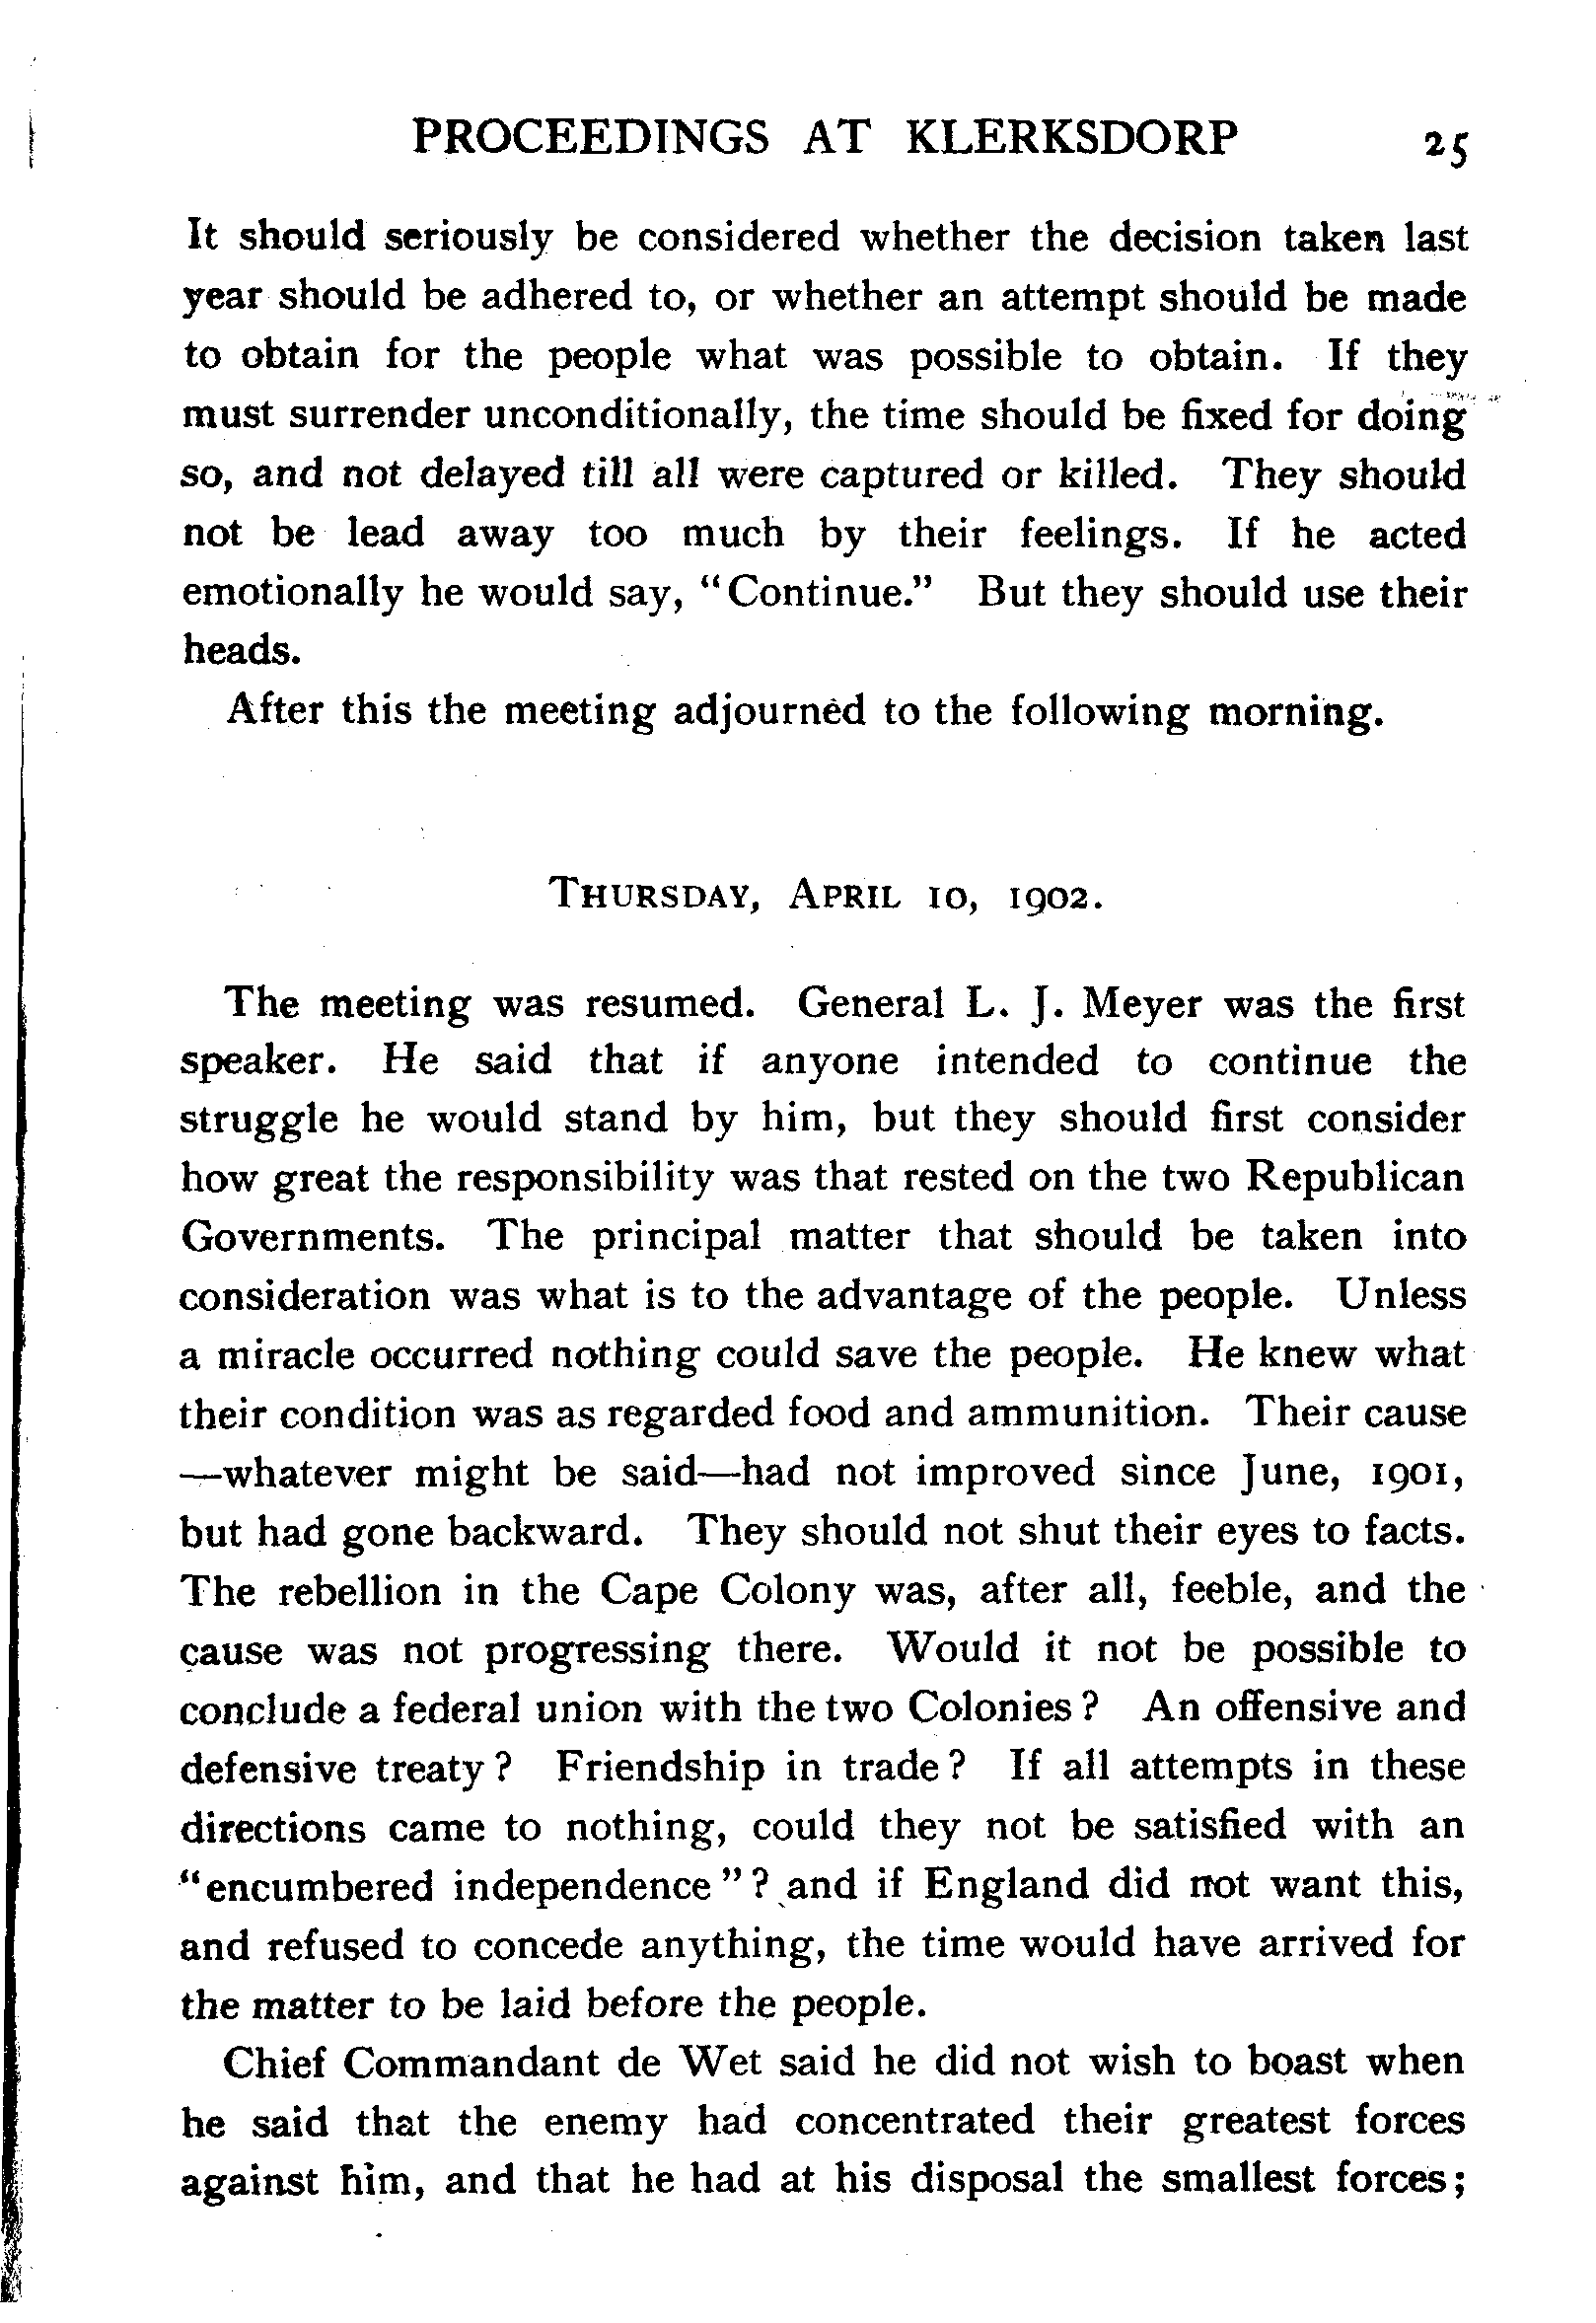 PROCEEDINGS AT KLERKSDORP 25
It should seriously be considered whether the decision taken last
year should be adhered to, or whether an attempt should be made
to obtain for the people what was possible to obtain. If they
must surrender unconditionally, the time should be fixed for doing
so, and not delayed till all were captured or killed. They should
not be lead away too much by their feelings. If he acted
emotionally he would say, “Continue.” But they should use their
heads.
After this the meeting adjourned to the following morning.
THURSDAY, APRIL 10, 1902.
The meeting was resumed. General L. J. Meyer was the first
speaker. He said that if anyone intended to continue the
struggle he would stand by him, but they should first consider
how great the responsibility was that rested on the two Republican
Governments. The principal matter that should be taken into
consideration was what is to the advantage of the people. Unless
a miracle occurred nothing could save the people. He knew what
their condition was as regarded food and ammunition. Their cause
—whatever might be said—had not improved since June, 1901,
but had gone backward. They should not shut their eyes to facts.
The rebellion in the Cape Colony was, after all, feeble, and the
cause was not progressing there. Would it not be possible to
conclude a federal union with the two Colonies? An offensive and
defensive treaty? Friendship in trade? If all attempts in these
directions came to nothing, could they not be satisfied with an
“encumbered independence”? and if England did not want this,
and refused to concede anything, the time would have arrived for
the matter to be laid before the people.
Chief Commandant de Wet said he did not wish to boast when
he said that the enemy had concentrated their greatest forces
against him, and that he had at his disposal the smallest forces;